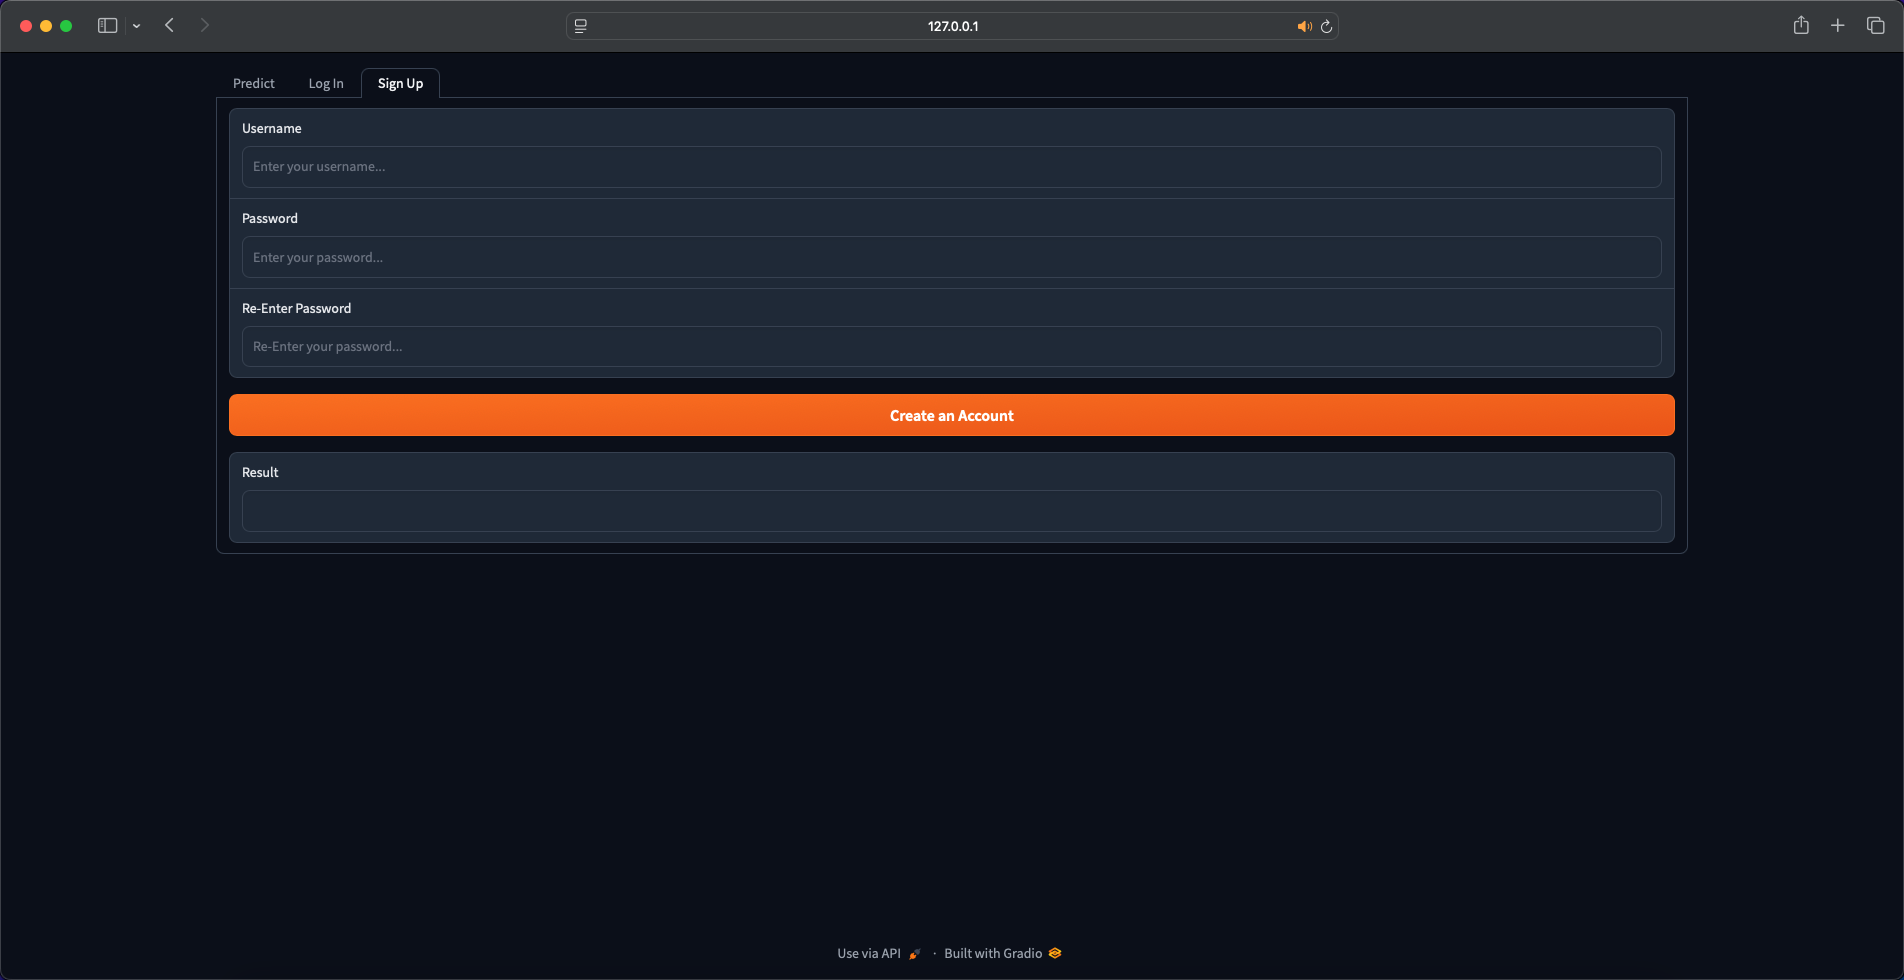 127.0.0.1
Predict Log In Sign Up
Username
Enter your username...
Password
Enter your password...
Re-Enter Password
Re-Enter your password...
Create an Account
Result
Use via API · Built with Gradio